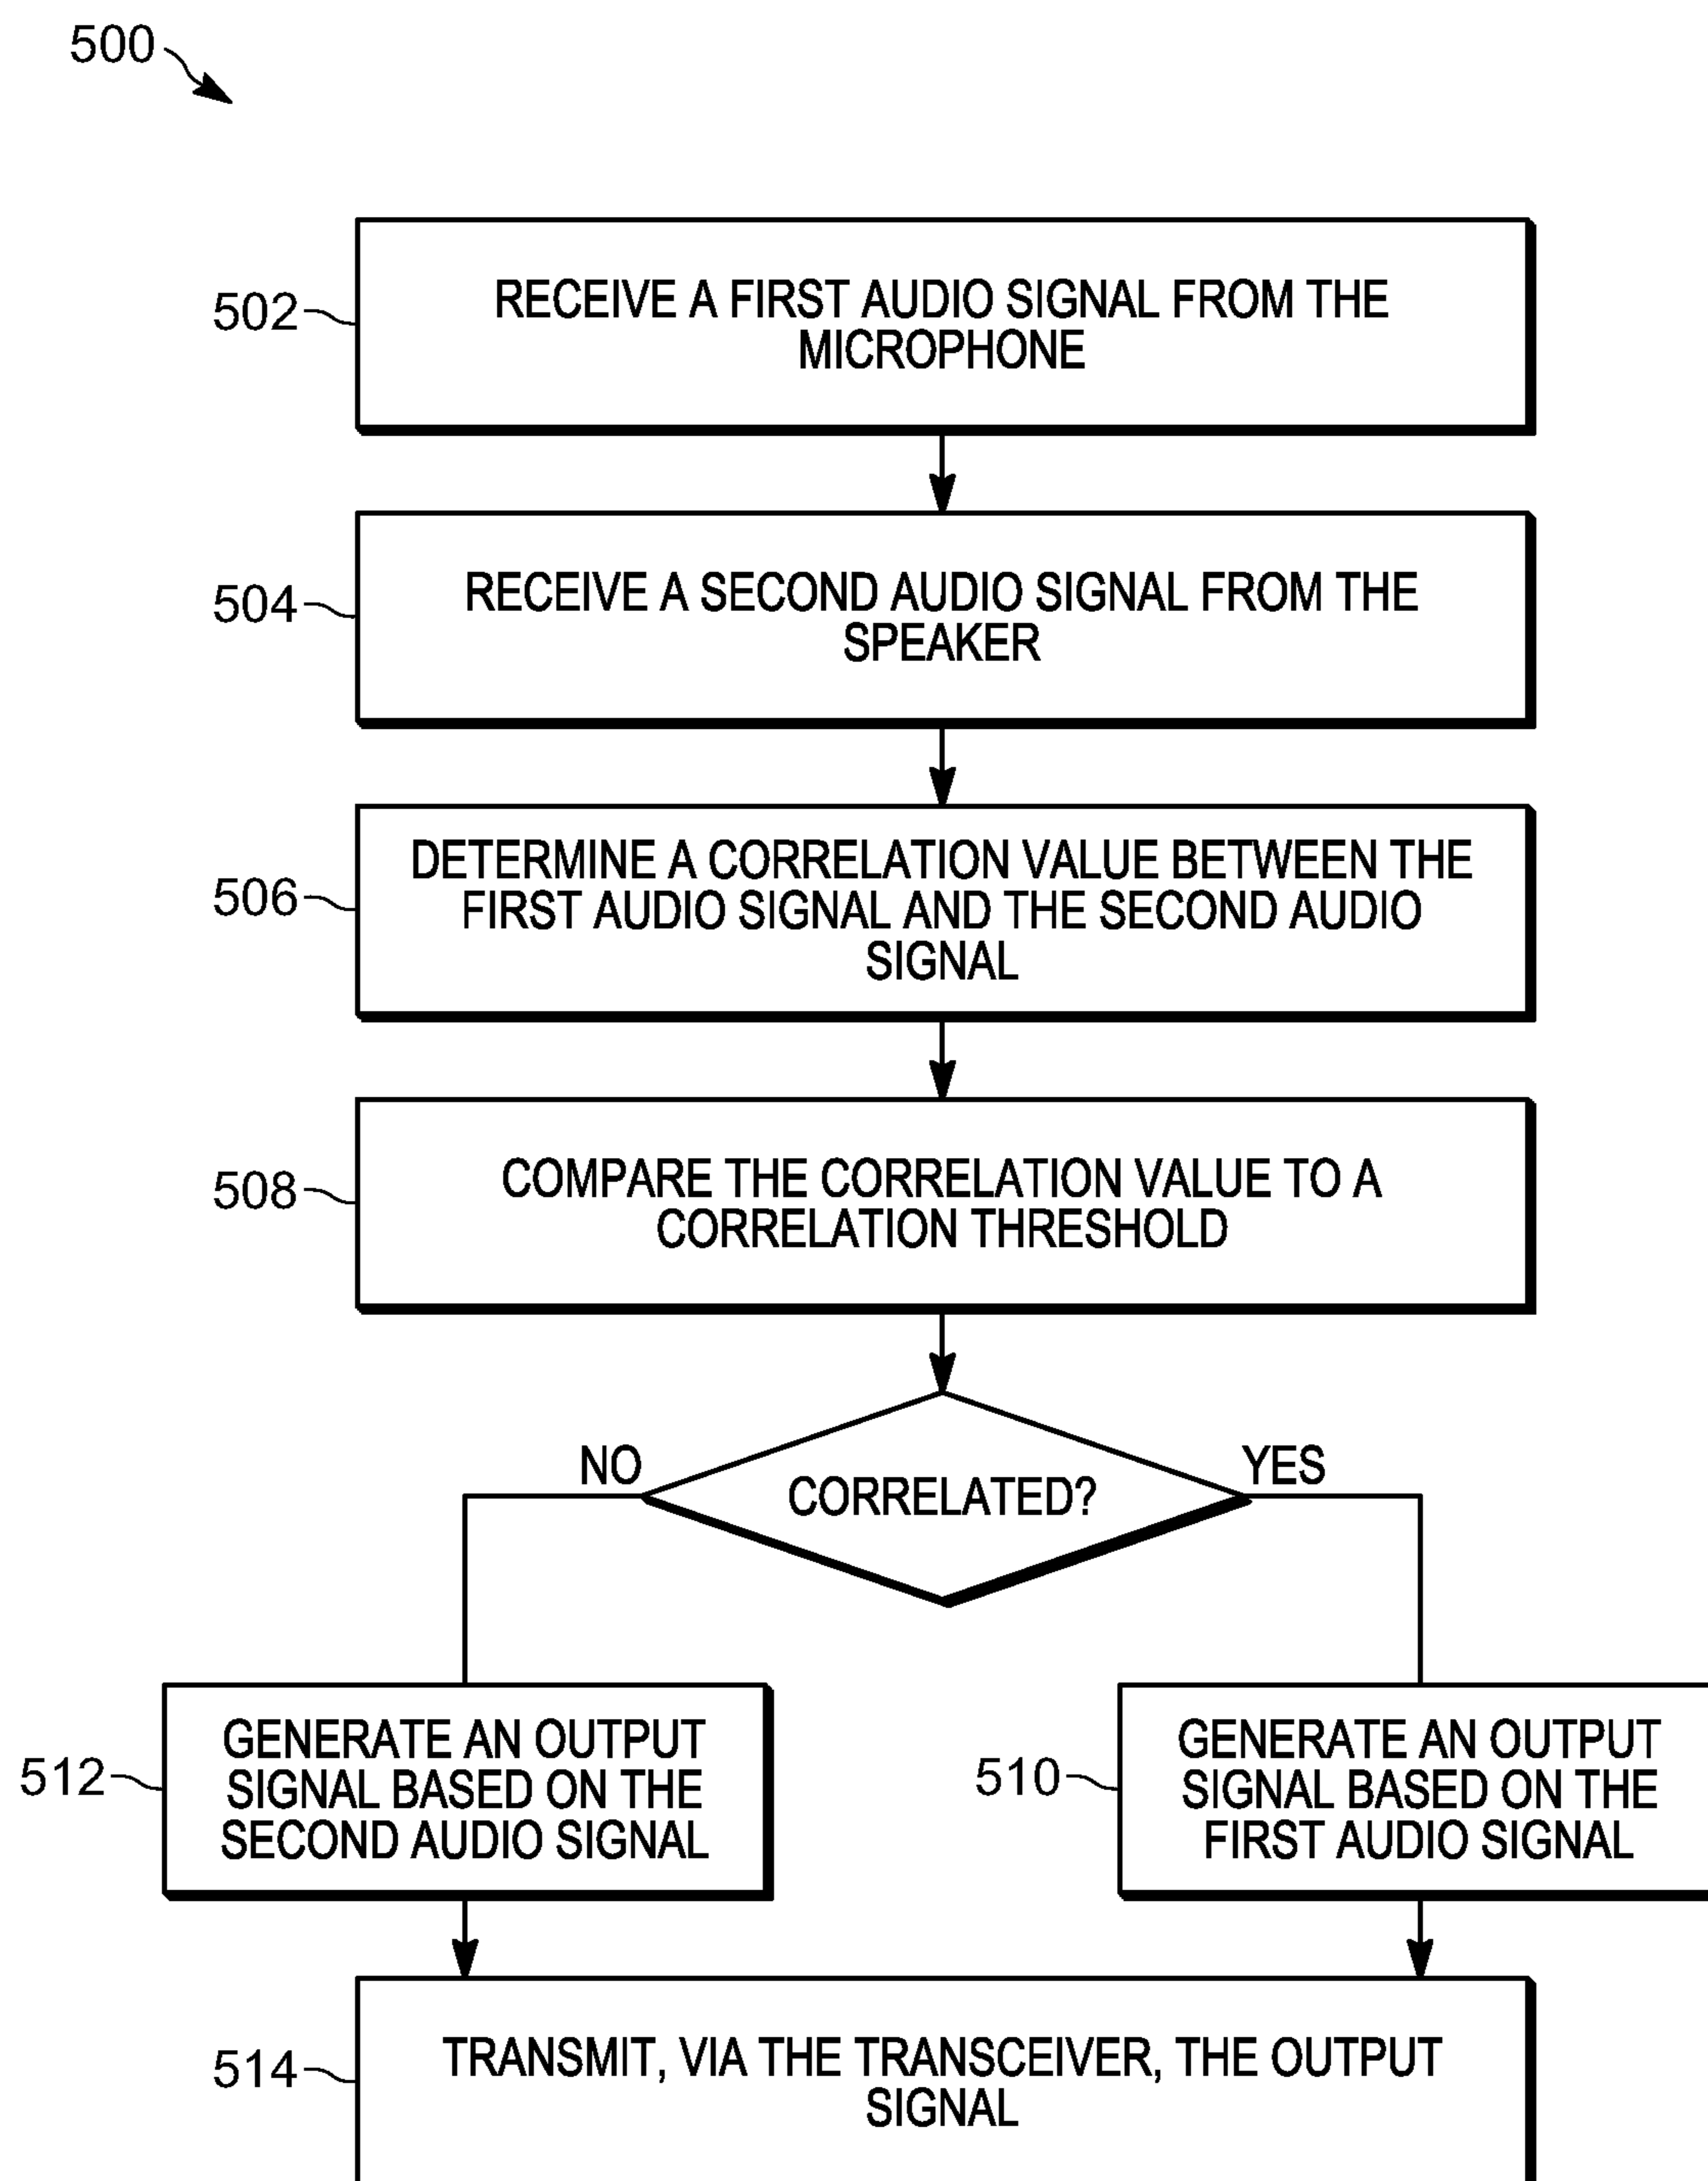 500
502
RECEIVE A FIRST AUDIO SIGNAL FROM THE
MICROPHONE
504
RECEIVE A SECOND AUDIO SIGNAL FROM THE
SPEAKER
506
DETERMINE A CORRELATION VALUE BETWEEN THE
FIRST AUDIO SIGNAL AND THE SECOND AUDIO
SIGNAL
508
COMPARE THE CORRELATION VALUE TO A
CORRELATION THRESHOLD
NO
CORRELATED?
YES
512
GENERATE AN OUTPUT
SIGNAL BASED ON THE
SECOND AUDIO SIGNAL
510
GENERATE AN OUTPUT
SIGNAL BASED ON THE
FIRST AUDIO SIGNAL
514
TRANSMIT, VIA THE TRANSCEIVER, THE OUTPUT
SIGNAL